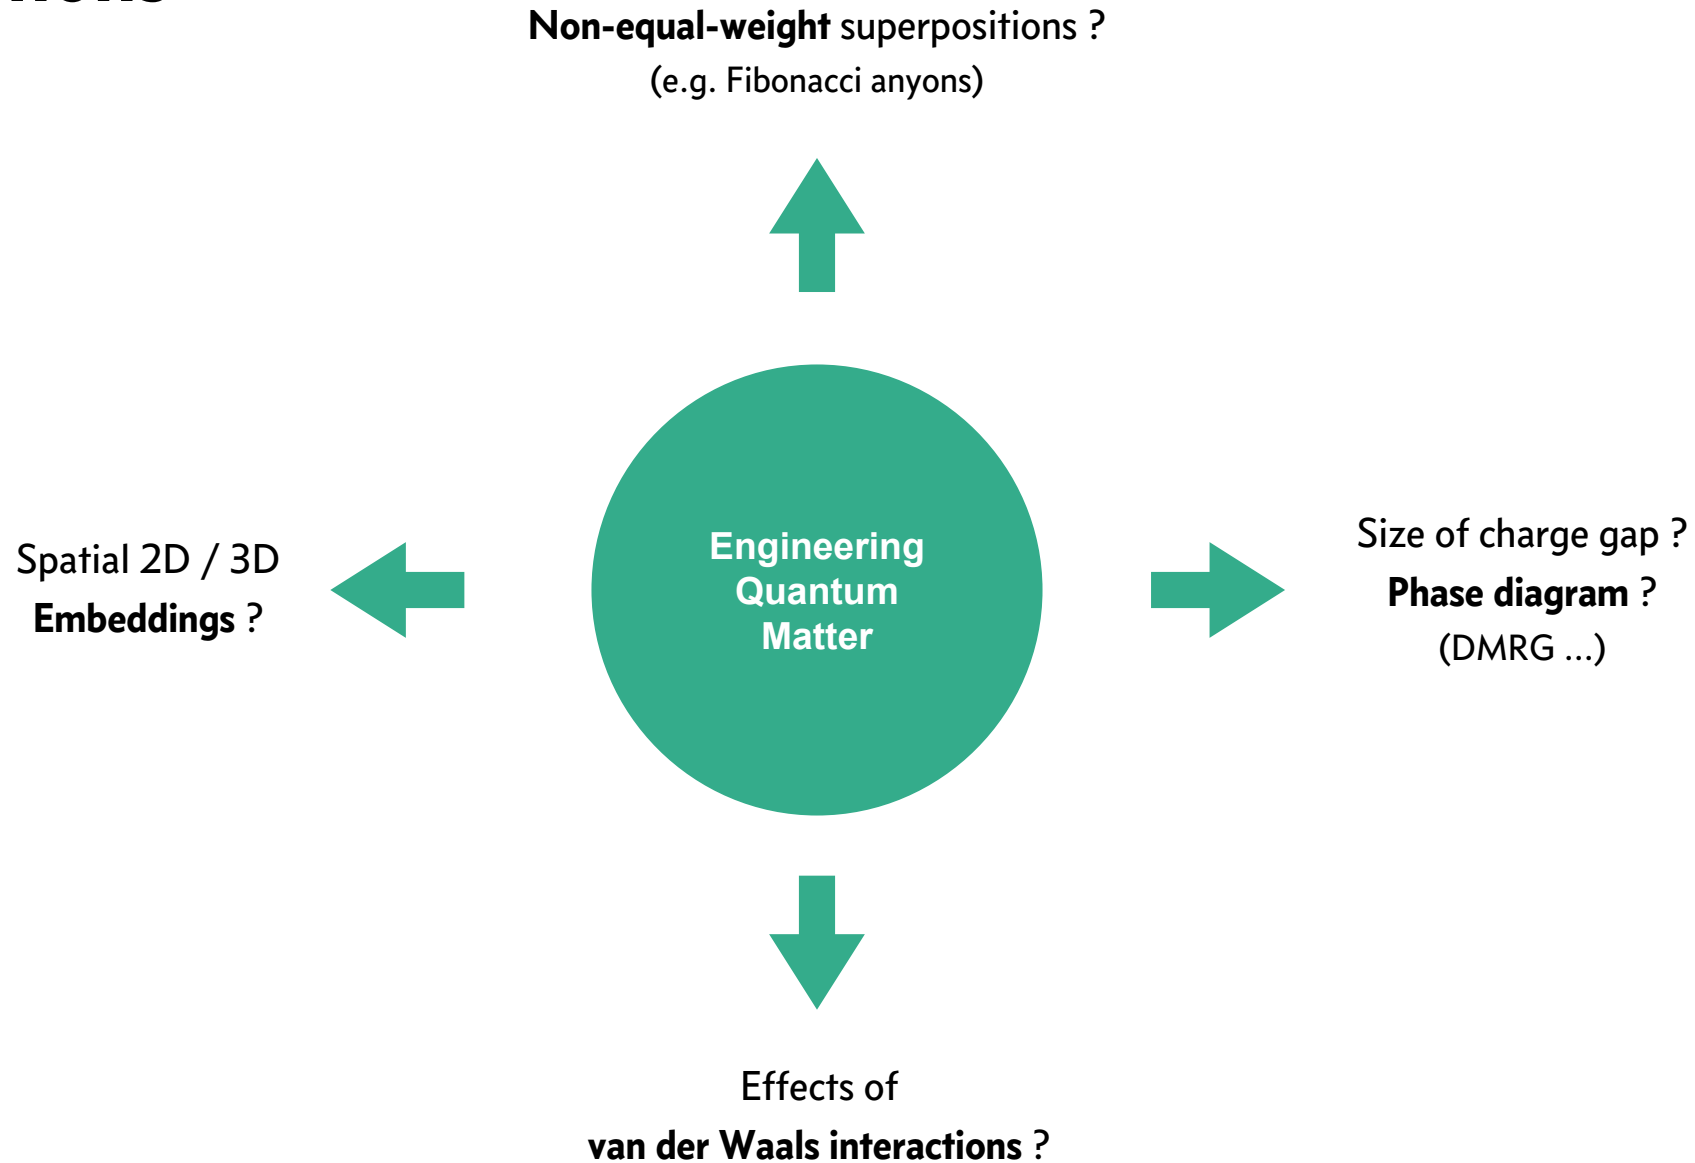 Non-equal-weight superpositions ?
(e.g. Fibonacci anyons)
Spatial 2D / 3D
Embeddings ?
Engineering
Quantum
Matter
Size of charge gap ?
Phase diagram ?
(DMRG ...)
Effects of
van der Waals interactions ?